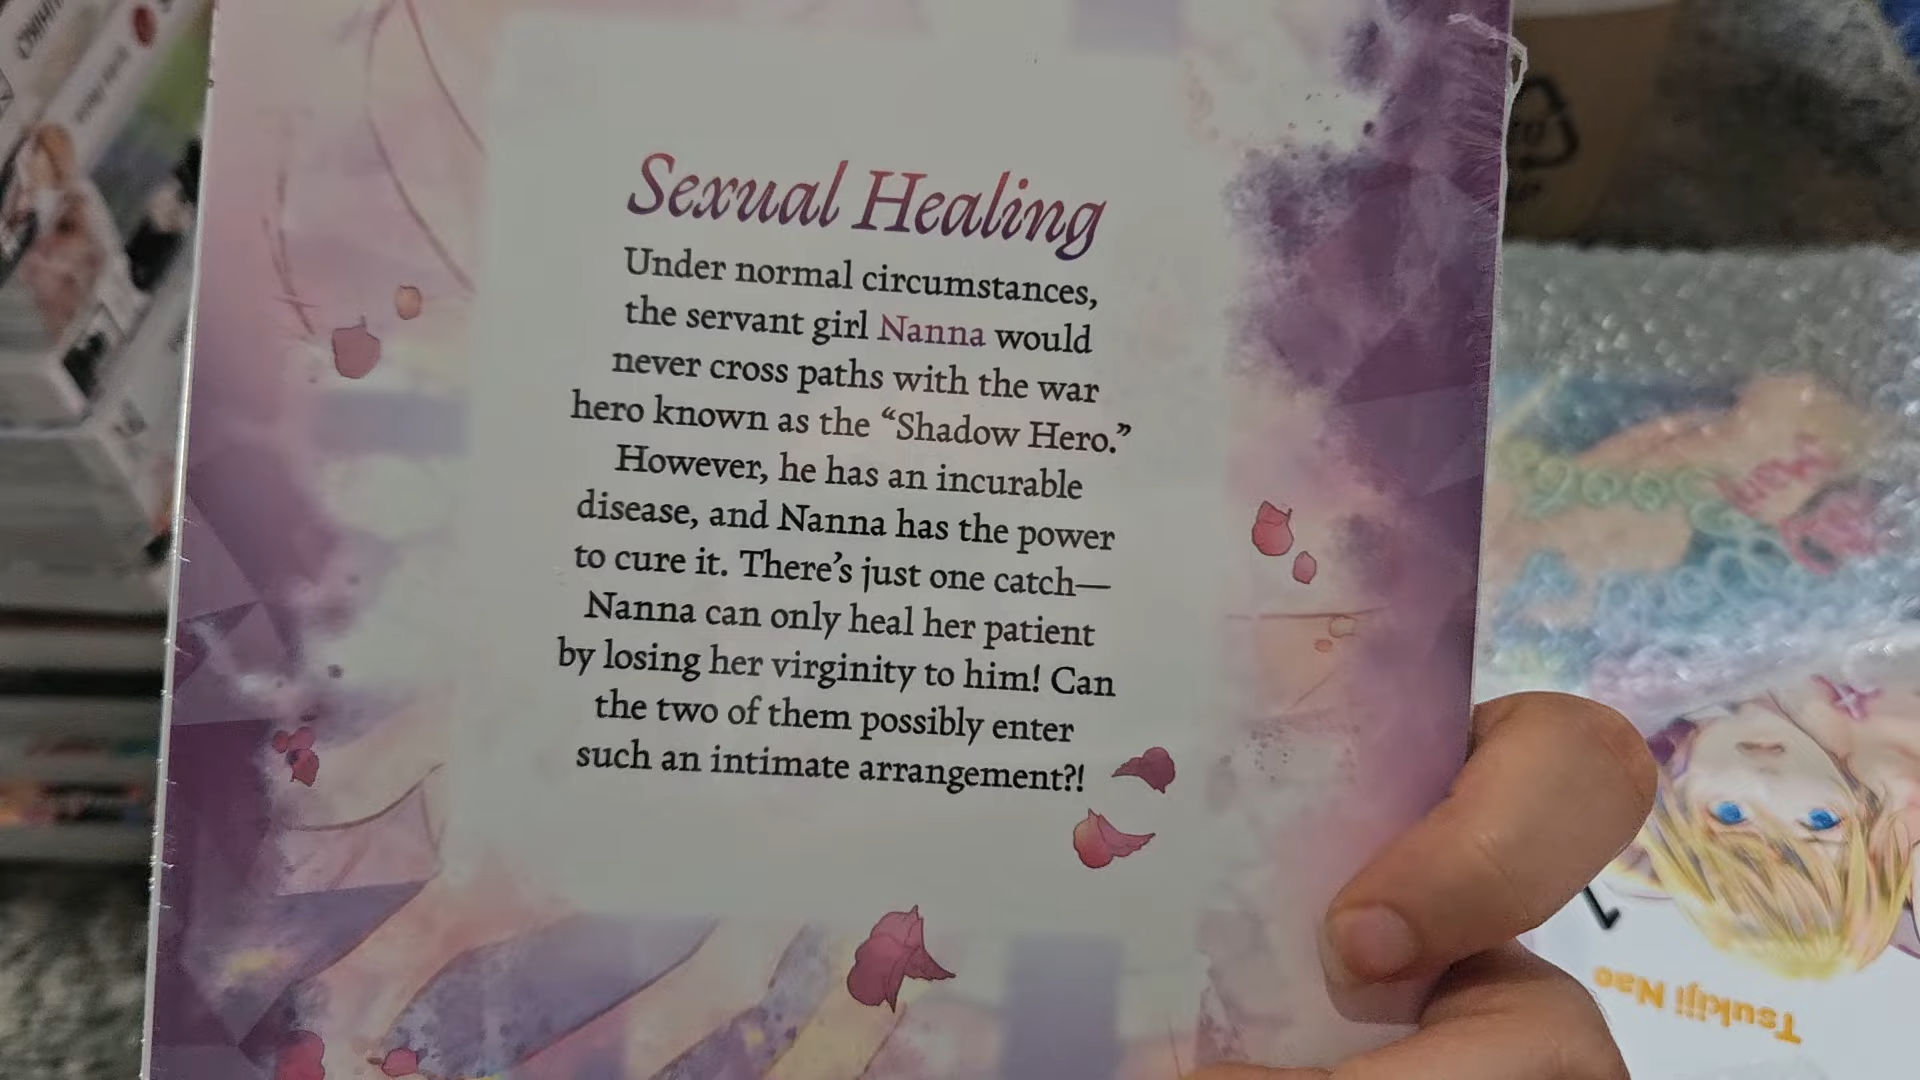 Sexual Healing
Under normal circumstances,
the servant girl Nanna would
never cross paths with the war
hero known as the “Shadow Hero.”
However, he has an incurable
disease, and Nanna has the power
to cure it. There’s just one catch—
Nanna can only heal her patient
by losing her virginity to him! Can
the two of them possibly enter
such an intimate arrangement?!
Tsukiji Nao